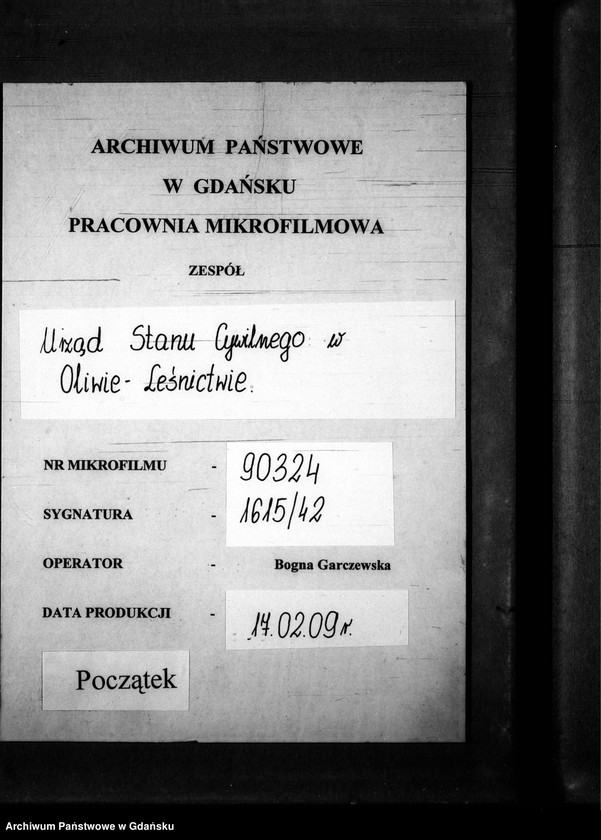 ARCHIWUM PAŃSTWOWE
W GDAŃSKU
PRACOWNIA MIKROFILMOWA
ZESPÓŁ
Urząd Stanu Cywilnego w
Oliwie - Leśnictwie.
NR MIKROFILMU - 90324
SYGNATURA - 1615/42
OPERATOR - Bogna Garczewska
DATA PRODUKCJI - 17.02.09r.
Początek
Archiwum Państwowe w Gdańsku